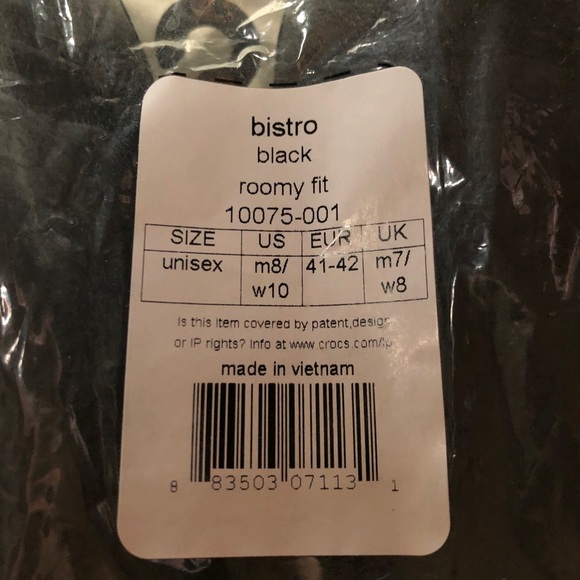 bistro
black
roomy fit
10075-001
SIZE US EUR UK
unisex m8/ 41-42 m7/
w10 w8
Is this item covered by patent,design
or IP rights? Info at www.crocs.com/ip
made in vietnam
8 83503 07113 1